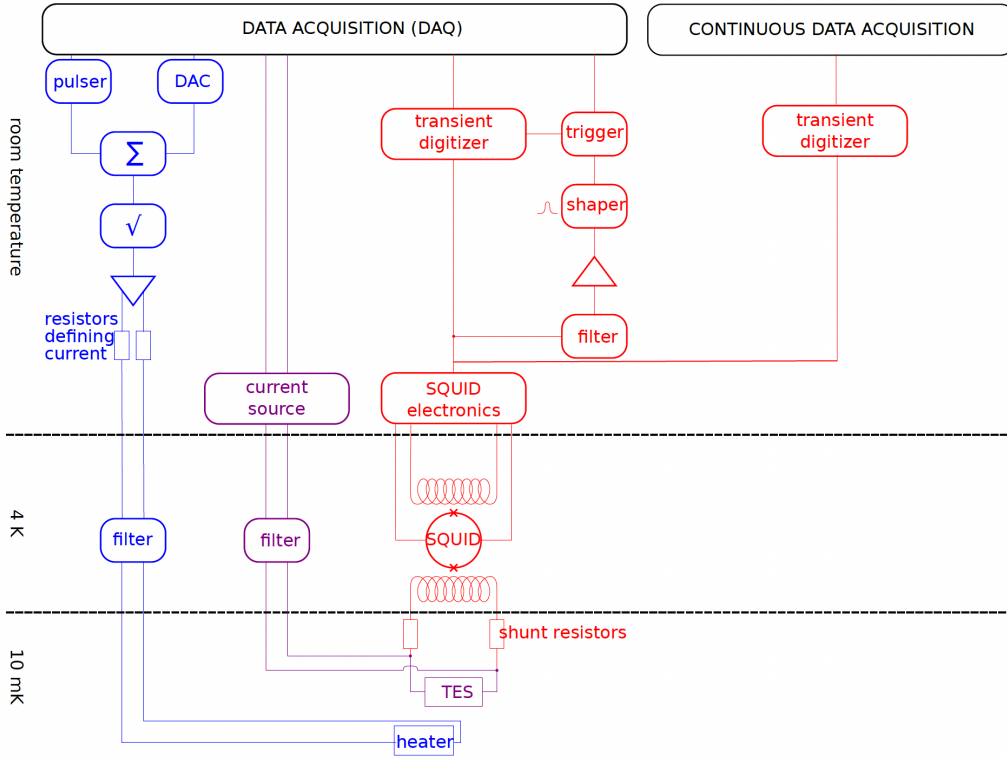 DATA ACQUISITION (DAQ)
CONTINUOUS DATA ACQUISITION
pulser
DAC
transient
digitizer
trigger
transient
digitizer
Σ
shaper
√
room temperature
resistors
defining
current
filter
current
source
SQUID
electronics
4 K
filter
filter
SQUID
shunt resistors
10 mK
TES
heater